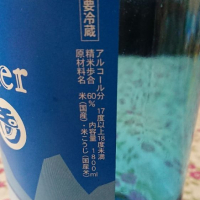 要冷蔵
アルコール分 17度以上18度未満
精米歩合 60% 内容量 1800ml
原材料名 米(国産)・米こうじ(国産米)
er